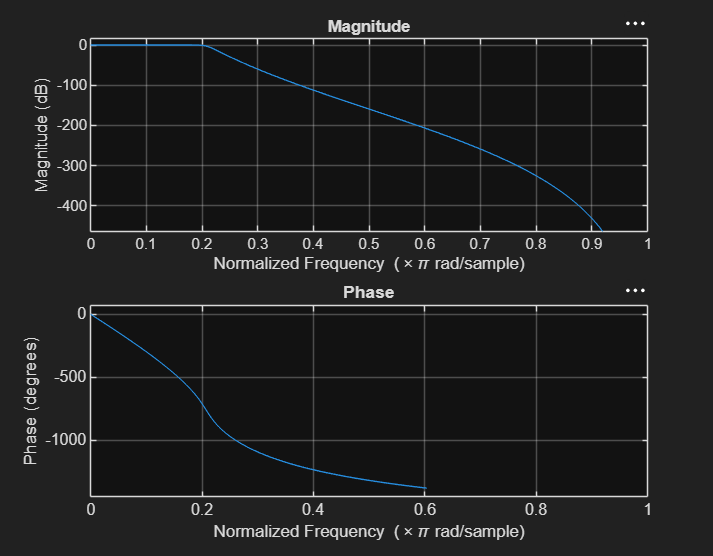 Magnitude
Magnitude (dB)
0
-100
-200
-300
-400
0 0.1 0.2 0.3 0.4 0.5 0.6 0.7 0.8 0.9 1
Normalized Frequency (× π rad/sample)
Phase
Phase (degrees)
0
-500
-1000
0 0.2 0.4 0.6 0.8 1
Normalized Frequency (× π rad/sample)